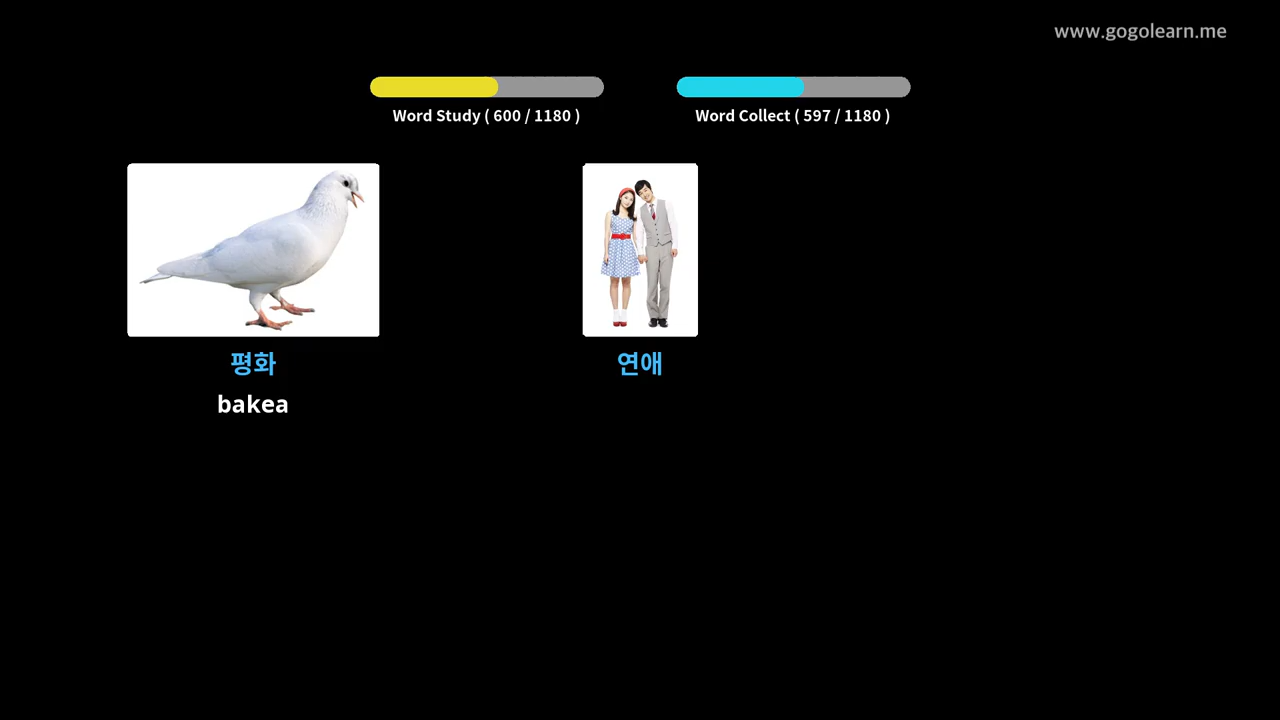 www.gogolearn.me
Word Study ( 600 / 1180 )
Word Collect ( 597 / 1180 )
평화
연애
bakea